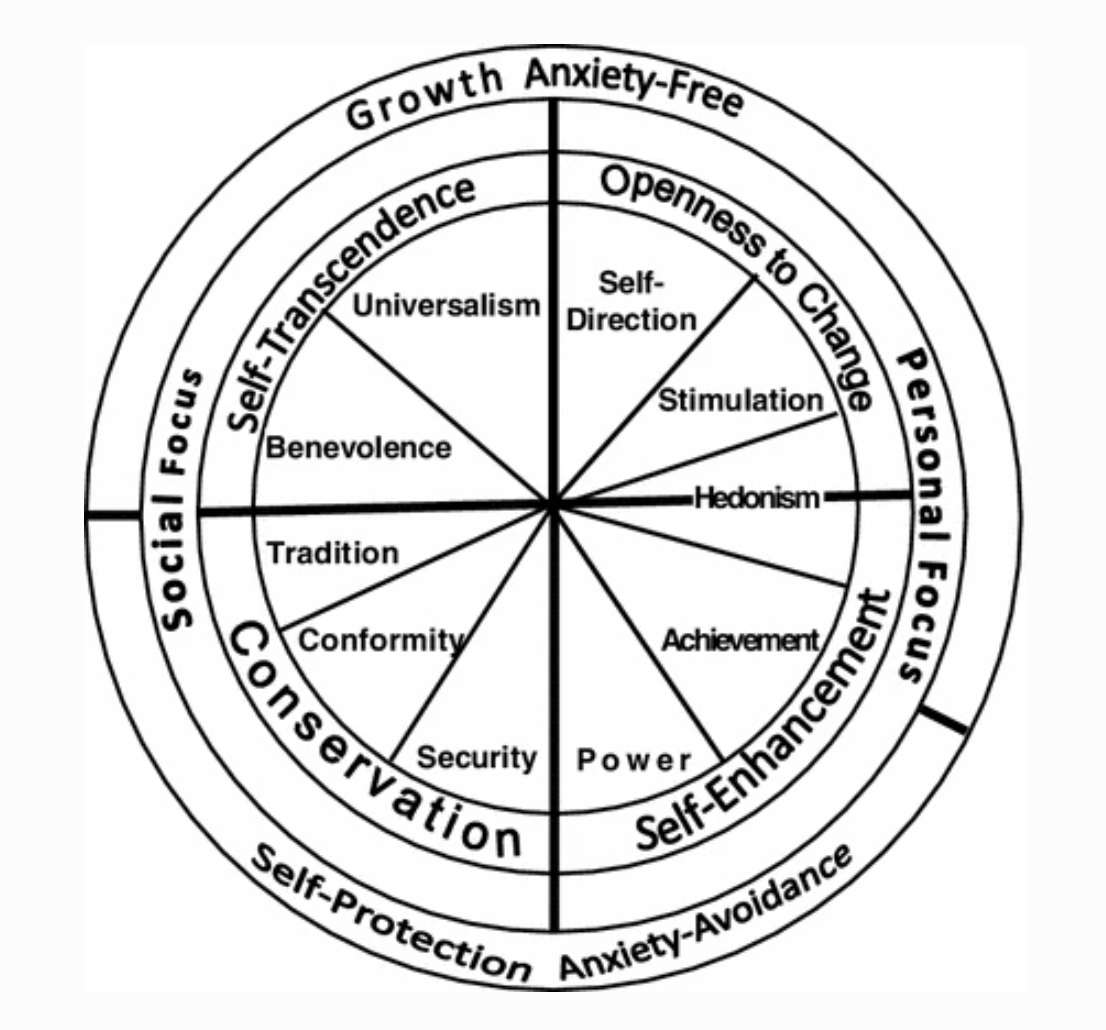 Growth Anxiety-Free
Self-Transcendence
Openness to Change
Social Focus
Personal Focus
Universalism
Self-
Direction
Stimulation
Benevolence
Hedonism
Tradition
Conformity
Achievement
Security
Power
Conservation
Self-Enhancement
Self-Protection Anxiety-Avoidance